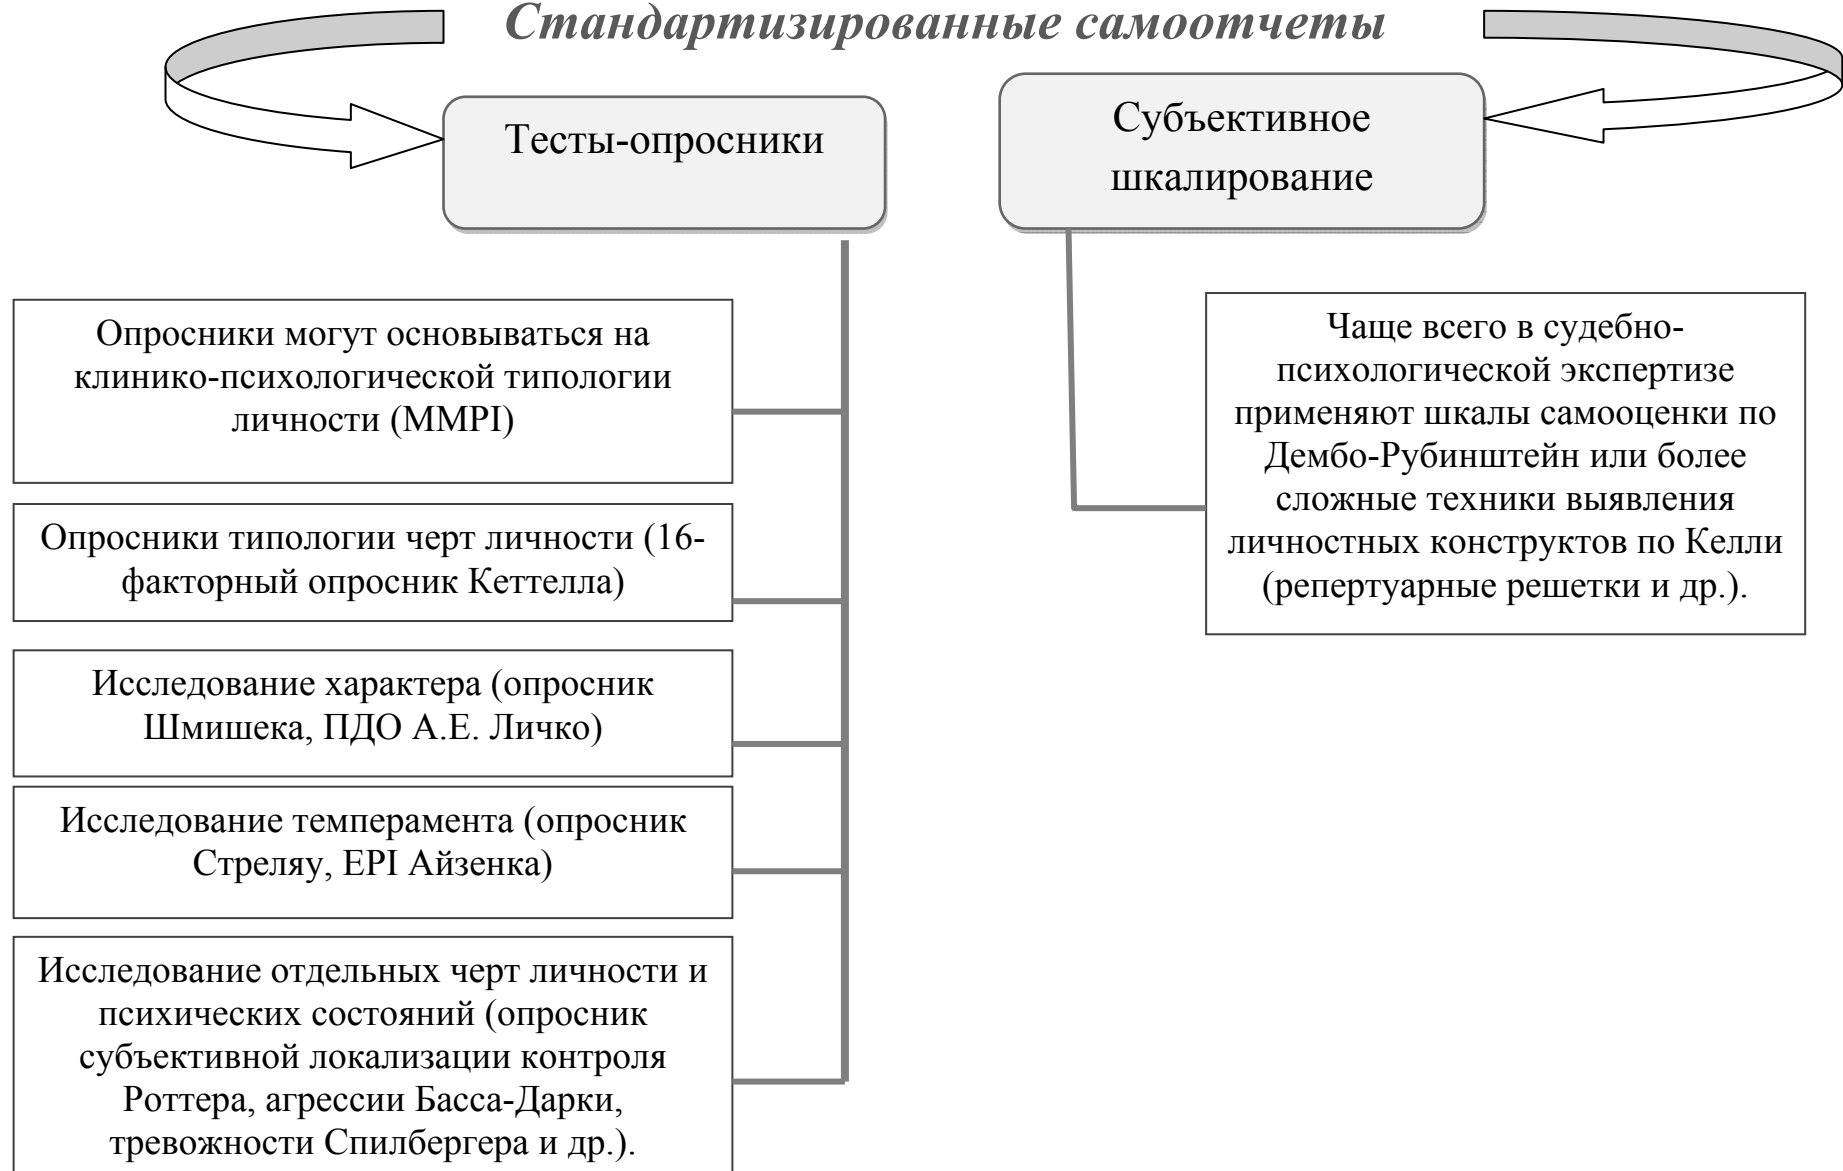 Стандартизированные самоотчеты
Тесты-опросники
Субъективное
шкалирование
Опросники могут основываться на
клинико-психологической типологии
личности (MMPI)
Опросники типологии черт личности (16-
факторный опросник Кеттелла)
Исследование характера (опросник
Шмишека, ПДО А.Е. Личко)
Исследование темперамента (опросник
Стреляу, EPI Айзенка)
Исследование отдельных черт личности и
психических состояний (опросник
субъективной локализации контроля
Роттера, агрессии Басса-Дарки,
тревожности Спилбергера и др.).
Чаще всего в судебно-
психологической экспертизе
применяют шкалы самооценки по
Дембо-Рубинштейн или более
сложные техники выявления
личностных конструктов по Келли
(репертуарные решетки и др.).